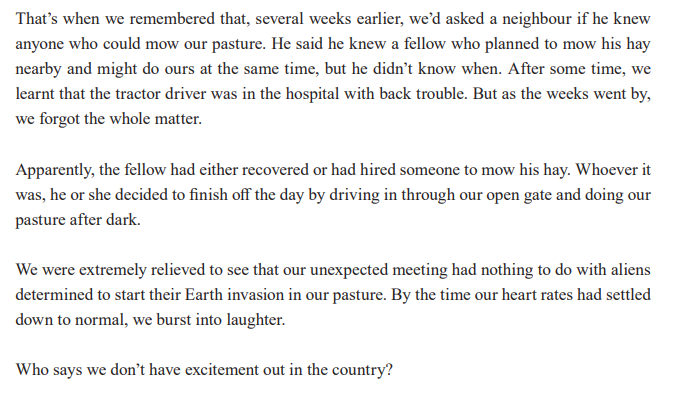 That’s when we remembered that, several weeks earlier, we’d asked a neighbour if he knew
anyone who could mow our pasture. He said he knew a fellow who planned to mow his hay
nearby and might do ours at the same time, but he didn’t know when. After some time, we
learnt that the tractor driver was in the hospital with back trouble. But as the weeks went by,
we forgot the whole matter.
Apparently, the fellow had either recovered or had hired someone to mow his hay. Whoever it
was, he or she decided to finish off the day by driving in through our open gate and doing our
pasture after dark.
We were extremely relieved to see that our unexpected meeting had nothing to do with aliens
determined to start their Earth invasion in our pasture. By the time our heart rates had settled
down to normal, we burst into laughter.
Who says we don’t have excitement out in the country?